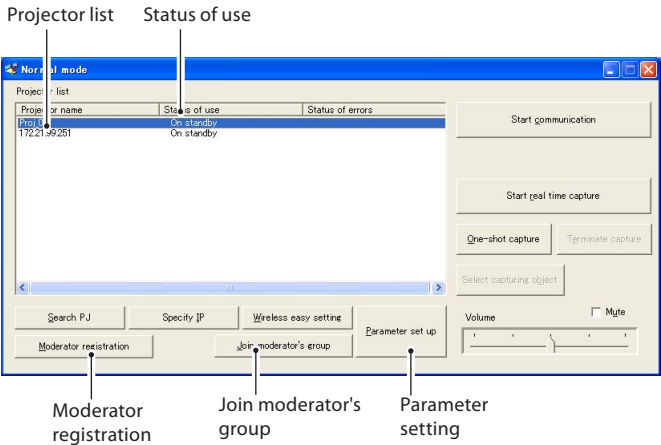 Projector list Status of use
Normal mode
Projector list
Projector name Status of use Status of errors
Proj On standby
172.21.99.251 On standby
Start communication
Start real time capture
One-shot capture Terminate capture
Select capturing object
Search PJ Specify IP Wireless easy setting
Parameter set up
Volume Mute
Moderator registration Join moderator's group
Moderator registration
Join moderator's group
Parameter setting